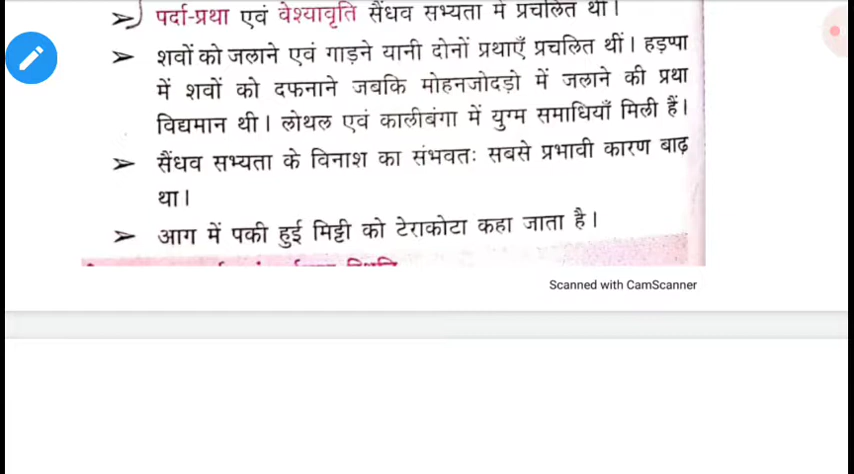 ➢ पर्दा-प्रथा एवं वेश्यावृति सैंधव सभ्यता में प्रचलित थी।
➢ शवों को जलाने एवं गाड़ने यानी दोनों प्रथाएँ प्रचलित थीं। हड़प्पा
में शवों को दफनाने जबकि मोहनजोदड़ो में जलाने की प्रथा
विद्यमान थी। लोथल एवं कालीबंगा में युग्म समाधियाँ मिली हैं।
➢ सैंधव सभ्यता के विनाश का संभवतः सबसे प्रभावी कारण बाढ़
था।
➢ आग में पकी हुई मिट्टी को टेराकोटा कहा जाता है।
Scanned with CamScanner